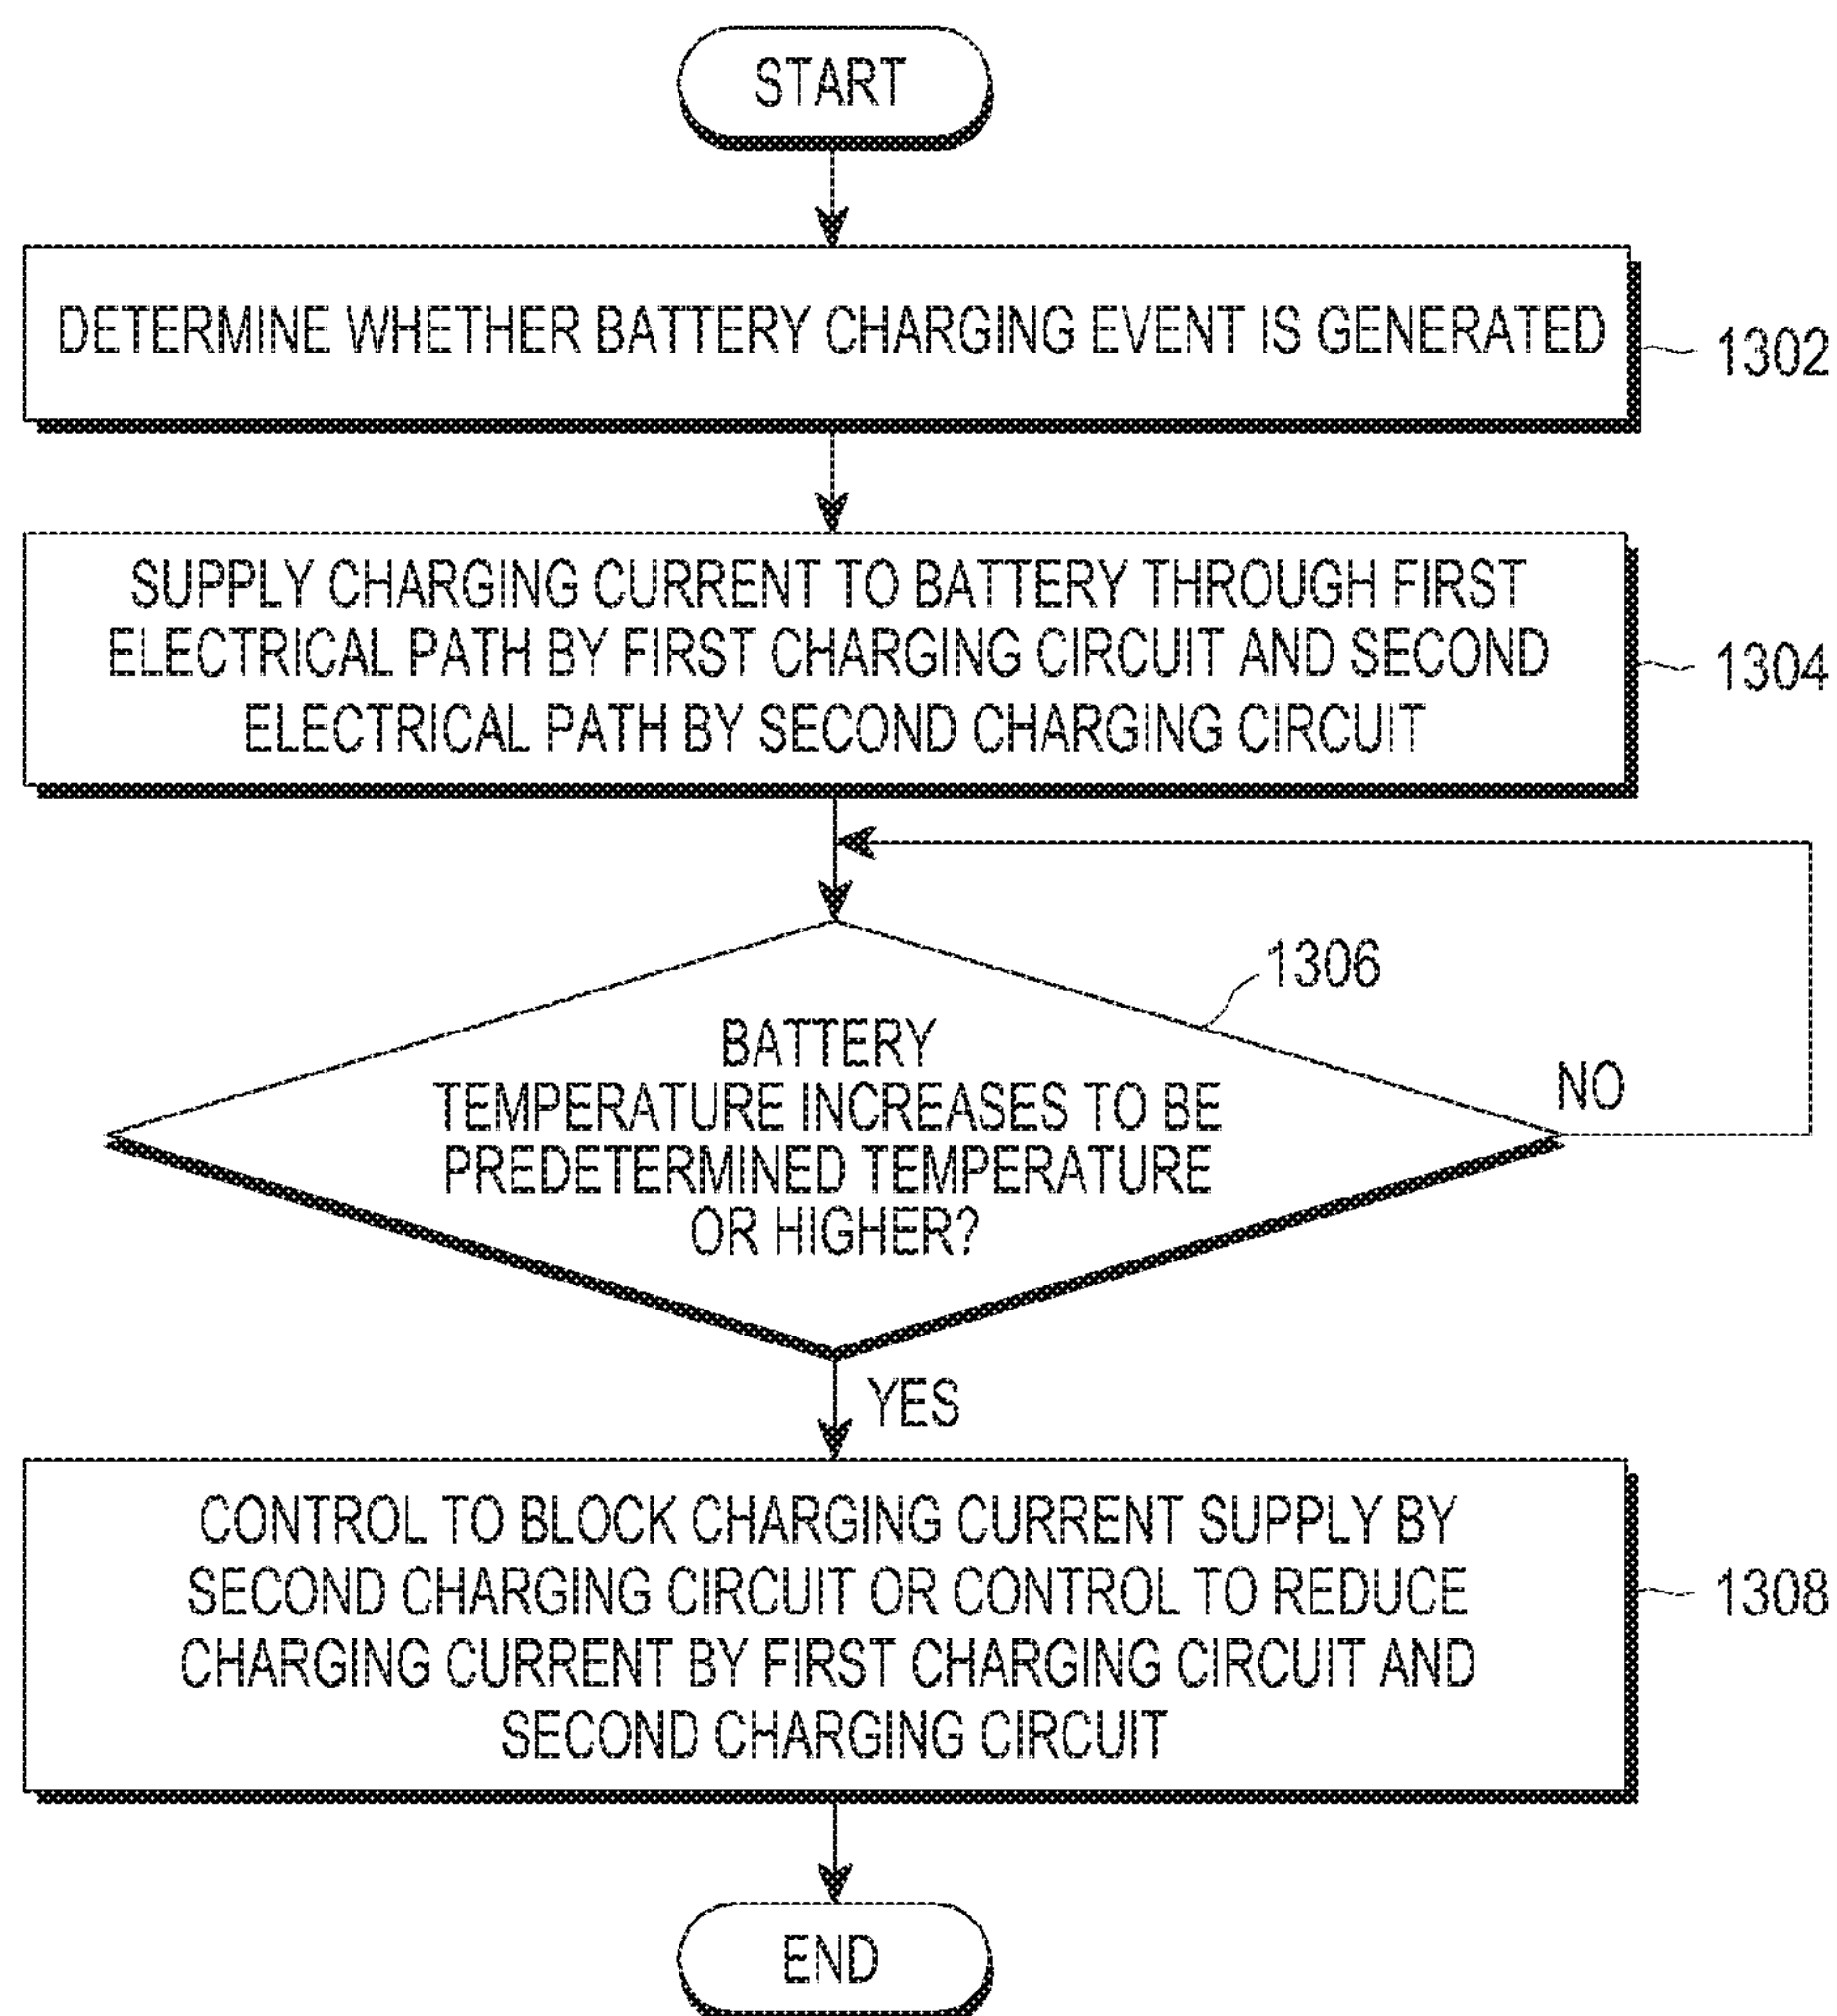 START
DETERMINE WHETHER BATTERY CHARGING EVENT IS GENERATED
1302
SUPPLY CHARGING CURRENT TO BATTERY THROUGH FIRST
ELECTRICAL PATH BY FIRST CHARGING CIRCUIT AND SECOND
ELECTRICAL PATH BY SECOND CHARGING CIRCUIT
1304
1306
BATTERY
TEMPERATURE INCREASES TO BE
PREDETERMINED TEMPERATURE
OR HIGHER?
NO
YES
CONTROL TO BLOCK CHARGING CURRENT SUPPLY BY
SECOND CHARGING CIRCUIT OR CONTROL TO REDUCE
CHARGING CURRENT BY FIRST CHARGING CIRCUIT AND
SECOND CHARGING CIRCUIT
1308
END